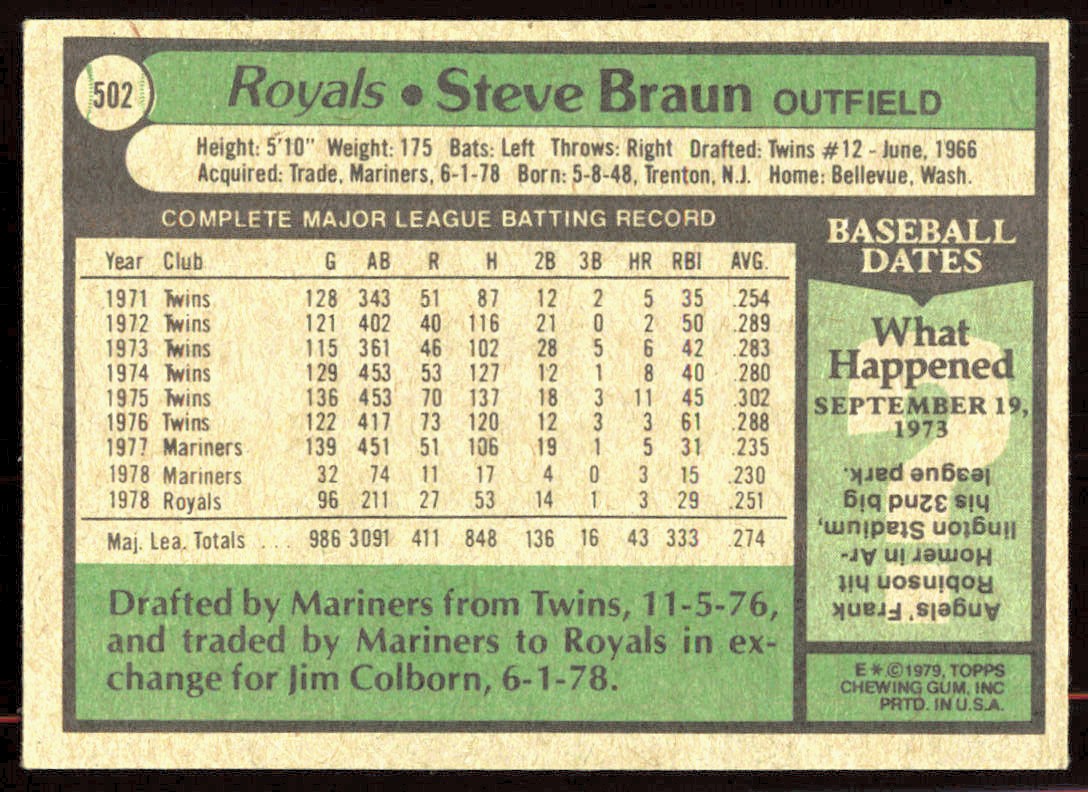 502
Royals • Steve Braun OUTFIELD
Height: 5'10" Weight: 175 Bats: Left Throws: Right Drafted: Twins #12 - June, 1966
Acquired: Trade, Mariners, 6-1-78 Born: 5-8-48, Trenton, N.J. Home: Bellevue, Wash.
COMPLETE MAJOR LEAGUE BATTING RECORD
Year Club G AB R H 2B 3B HR RBI AVG.
1971 Twins 128 343 51 87 12 2 5 35 .254
1972 Twins 121 402 40 116 21 0 2 50 .289
1973 Twins 115 361 46 102 28 5 6 42 .283
1974 Twins 129 453 53 127 12 1 8 40 .280
1975 Twins 136 453 70 137 18 3 11 45 .302
1976 Twins 122 417 73 120 12 3 3 61 .288
1977 Mariners 139 451 51 106 19 1 5 31 .235
1978 Mariners 32 74 11 17 4 0 3 15 .230
1978 Royals 96 211 27 53 14 1 3 29 .251
Maj. Lea. Totals ... 986 3091 411 848 136 16 43 333 .274
Drafted by Mariners from Twins, 11-5-76,
and traded by Mariners to Royals in ex-
change for Jim Colborn, 6-1-78.
BASEBALL
DATES
What
Happened
SEPTEMBER 19,
1973
?
Angels' Frank
Robinson hit
Homer in Ar-
lington Stadium,
his 32nd big
league park.
E * © 1979, TOPPS
CHEWING GUM, INC
PRTD. IN U.S.A.